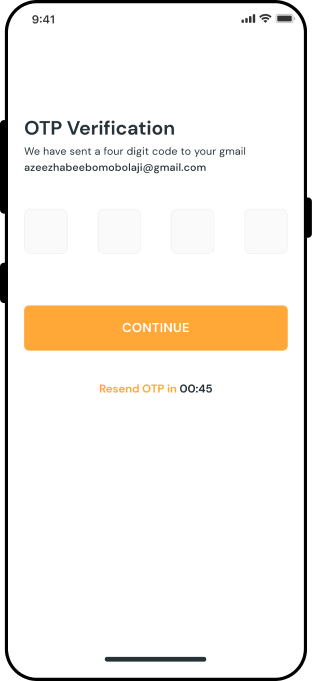 9:41
OTP Verification
We have sent a four digit code to your gmail
azeezhabeebomobolaji@gmail.com
CONTINUE
Resend OTP in 00:45